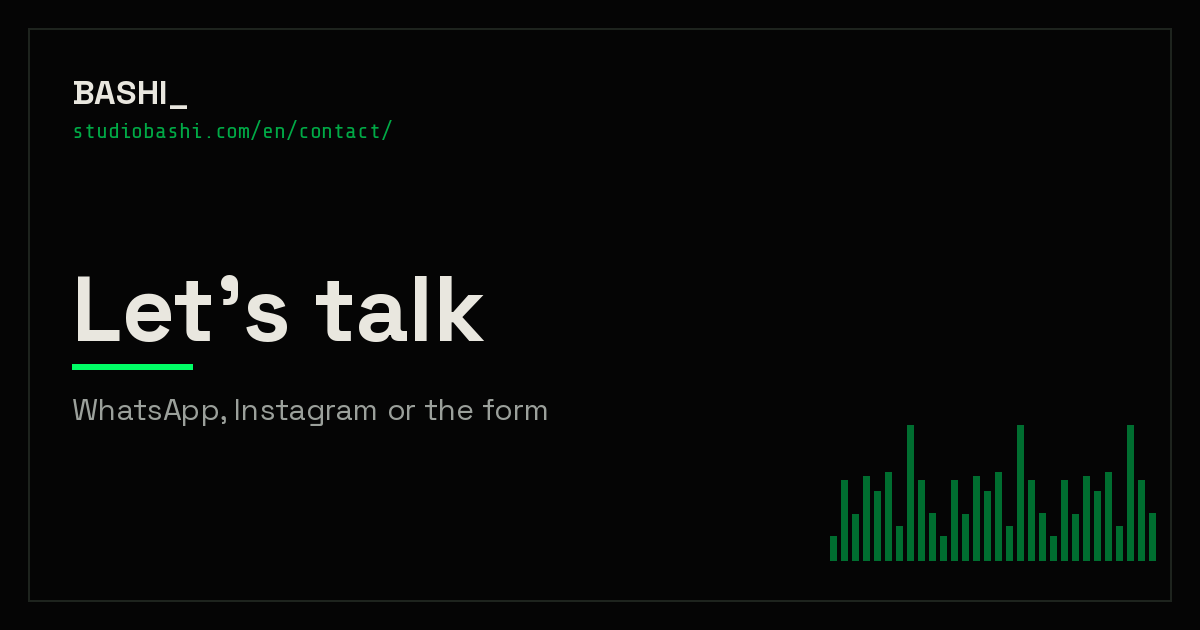 BASHI_
studiobashi.com/en/contact/
Let’s talk
WhatsApp, Instagram or the form